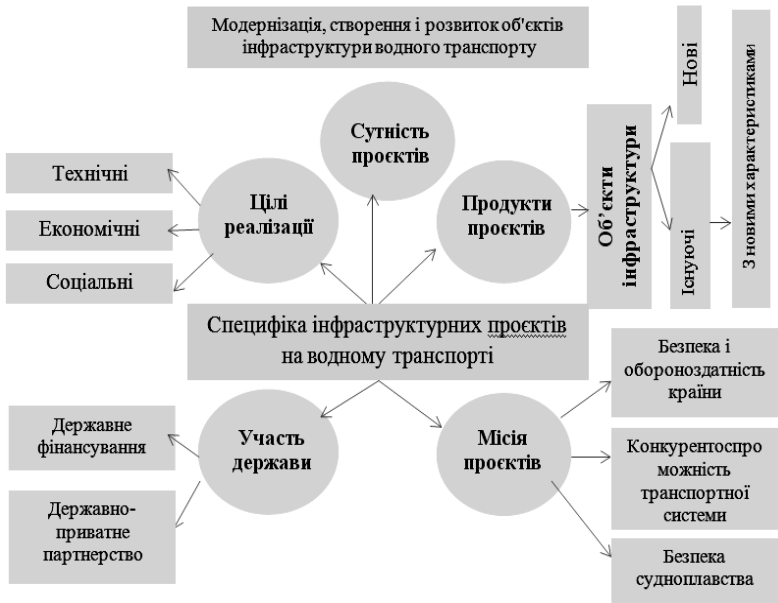 Модернізація, створення і розвиток об'єктів
інфраструктури водного транспорту
Сутність
проєктів
Цілі
реалізації
Технічні
Економічні
Соціальні
Продукти
проєктів
Об’єкти
інфраструктури
Нові
Існуючі
З новими характеристиками
Специфіка інфраструктурних проєктів
на водному транспорті
Участь
держави
Державне
фінансування
Державно-
приватне
партнерство
Місія
проєктів
Безпека і
обороноздатність
країни
Конкурентоспро
можність
транспортної
системи
Безпека
судноплавства